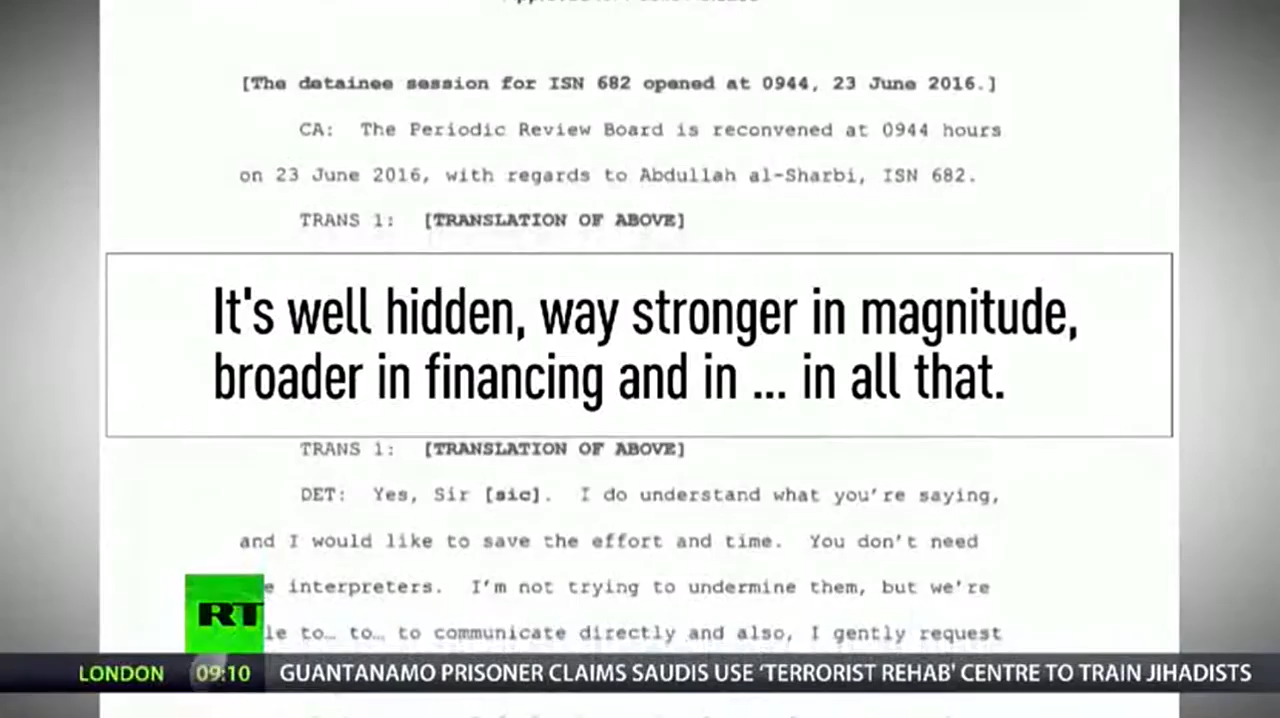 [The detainee session for ISN 682 opened at 0944, 23 June 2016.]
CA: The Periodic Review Board is reconvened at 0944 hours
on 23 June 2016, with regards to Abdullah al-Sharbi, ISN 682.
TRANS 1: [TRANSLATION OF ABOVE]
It's well hidden, way stronger in magnitude,
broader in financing and in ... in all that.
TRANS 1: [TRANSLATION OF ABOVE]
DET: Yes, Sir [sic]. I do understand what you're saying,
and I would like to save the effort and time. You don't need
interpreters. I'm not trying to undermine them, but we're
to… to… to communicate directly and also, I gently request
RT
LONDON 09:10 GUANTANAMO PRISONER CLAIMS SAUDIS USE ‘TERRORIST REHAB’ CENTRE TO TRAIN JIHADISTS